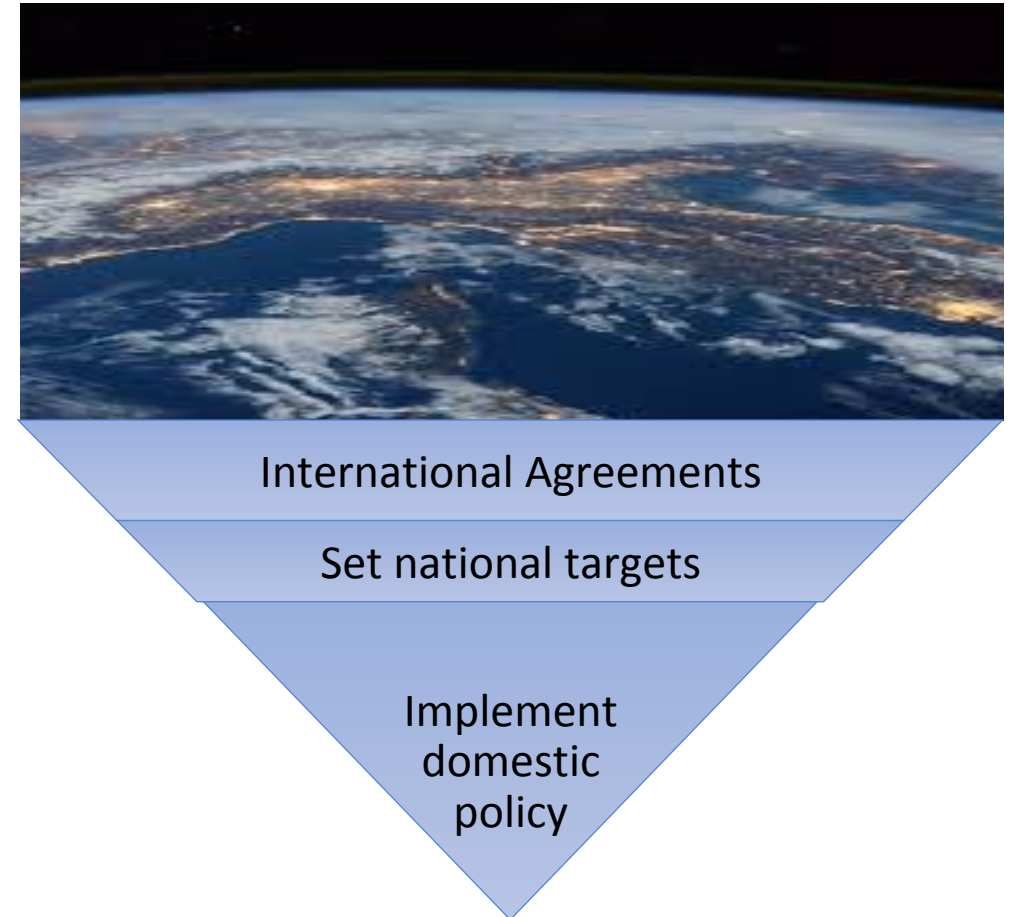 International Agreements
Set national targets
Implement
domestic
policy